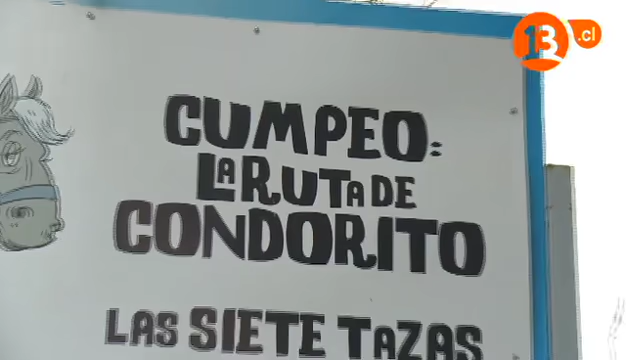 13.cl
CUMPEO:
LA RUTA DE
CONDORITO
LAS SIETE TAZAS